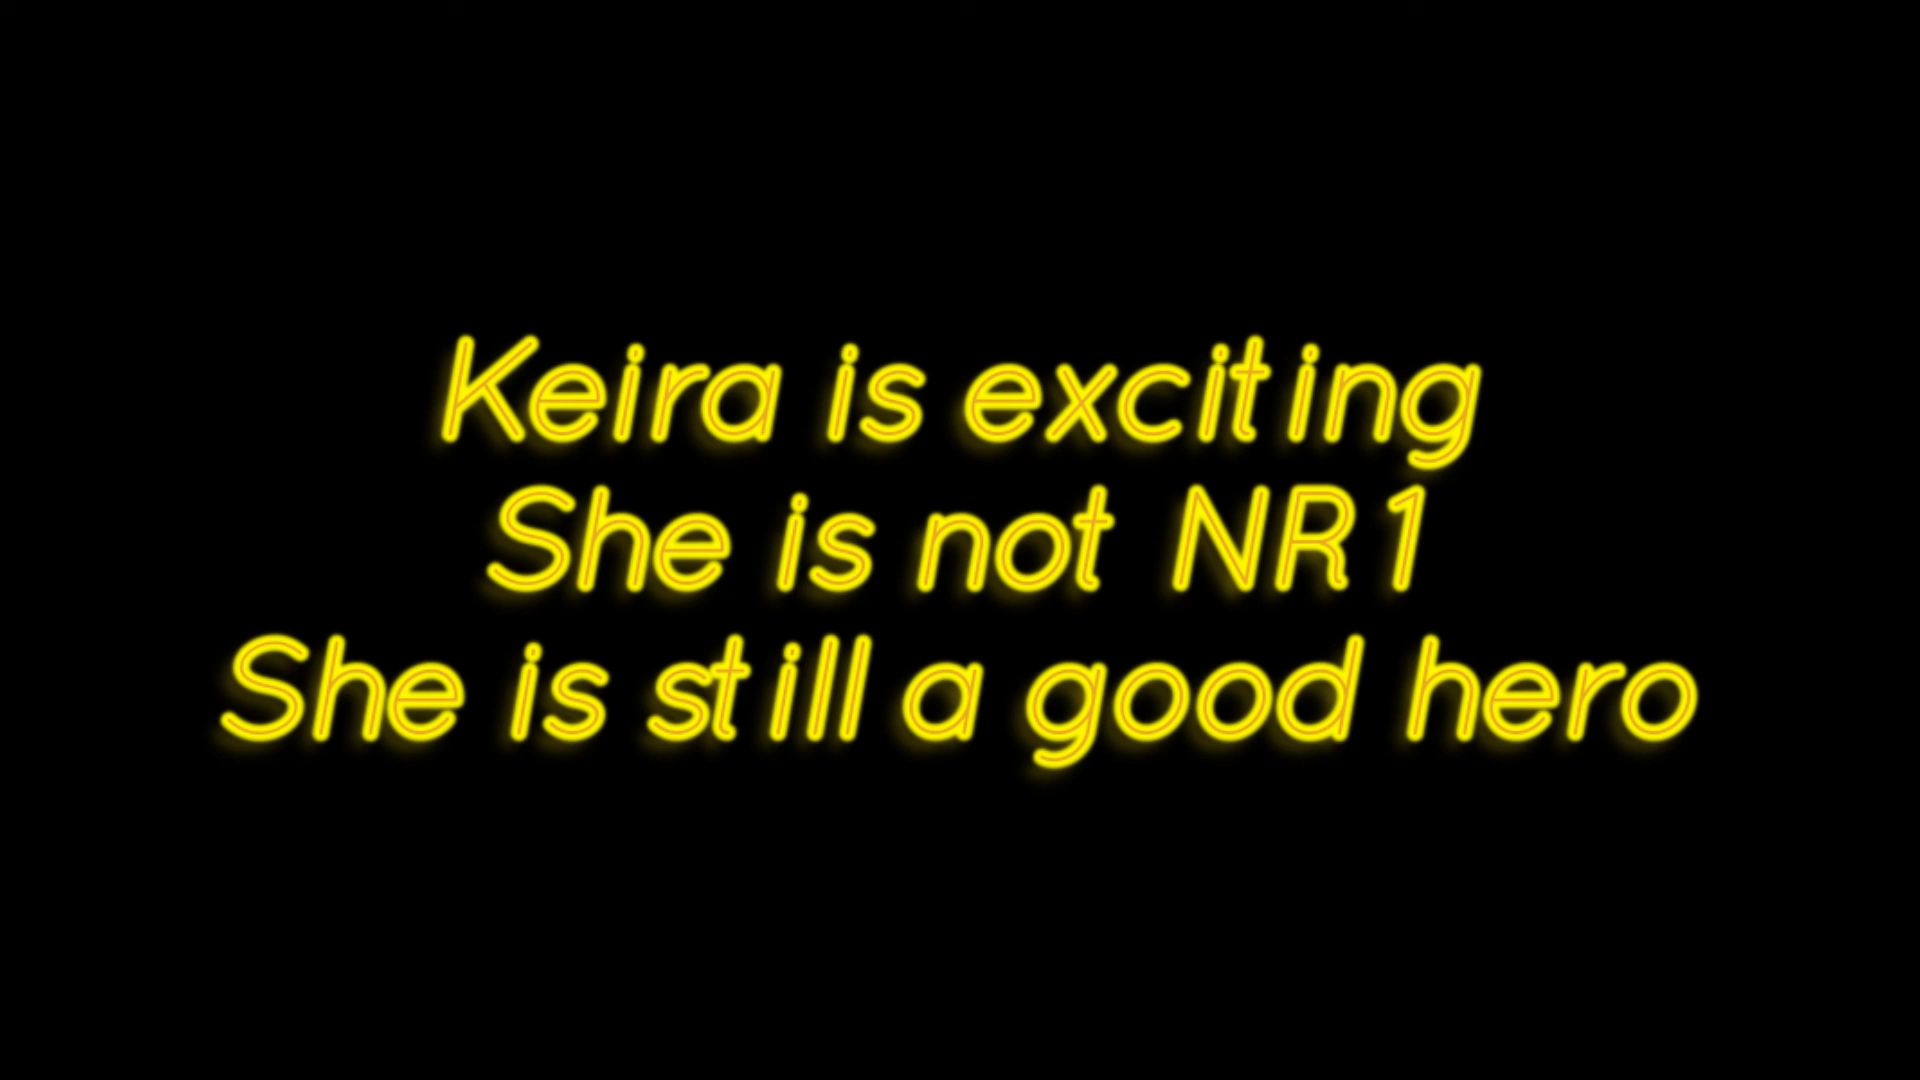 Keira is exciting
She is not NR1
She is still a good hero